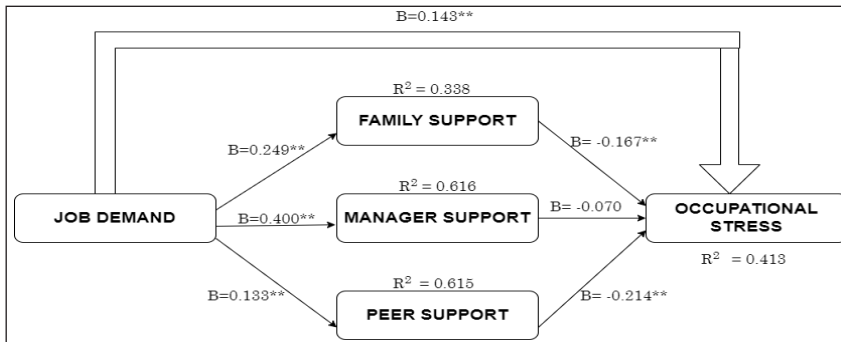 B=0.143**
R² = 0.338
FAMILY SUPPORT
B=0.249**
B= -0.167**
R² = 0.616
JOB DEMAND
B=0.400**
MANAGER SUPPORT
B= -0.070
OCCUPATIONAL
STRESS
R² = 0.413
R² = 0.615
B=0.133**
B= -0.214**
PEER SUPPORT